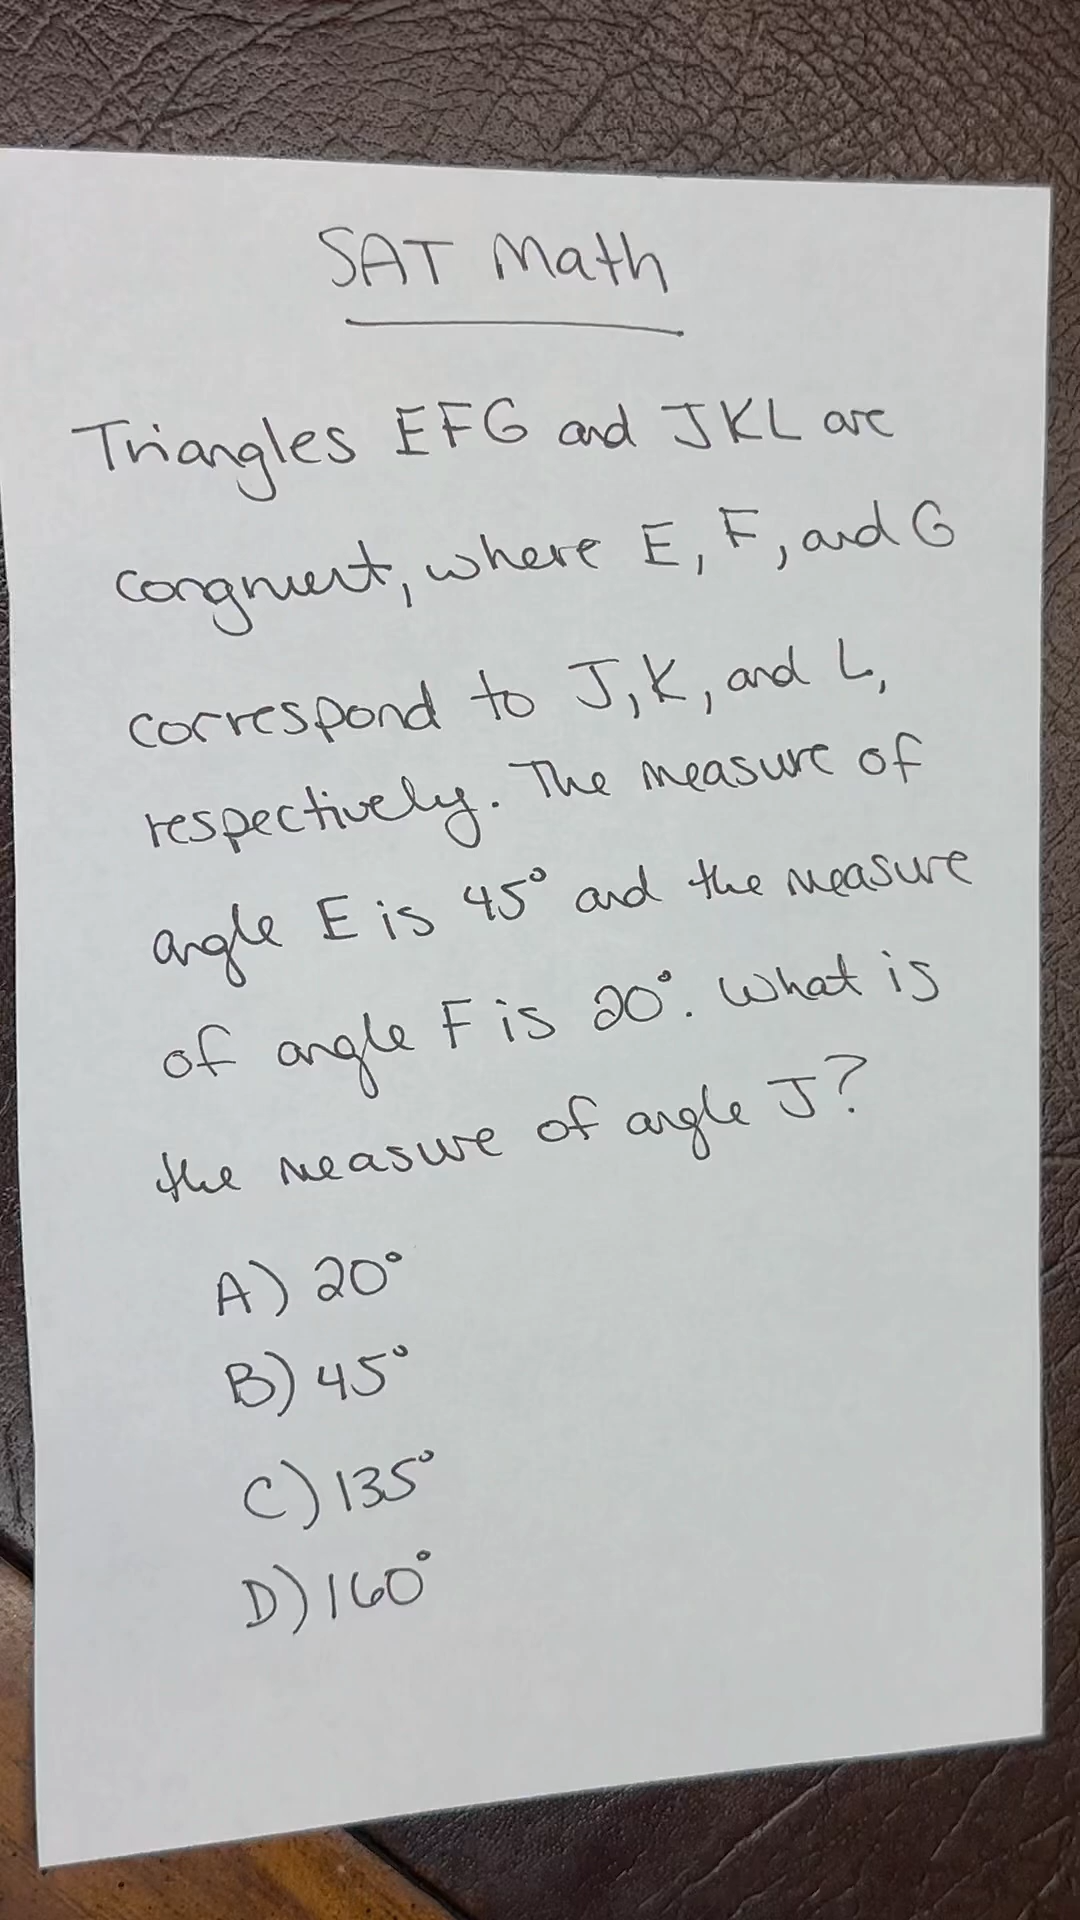 SAT Math
Triangles EFG and JKL are
congruent, where E, F, and G
correspond to J, K, and L,
respectively. The measure of
angle E is 45° and the measure
of angle F is 20°. What is
the measure of angle J?
A) 20°
B) 45°
C) 135°
D) 160°